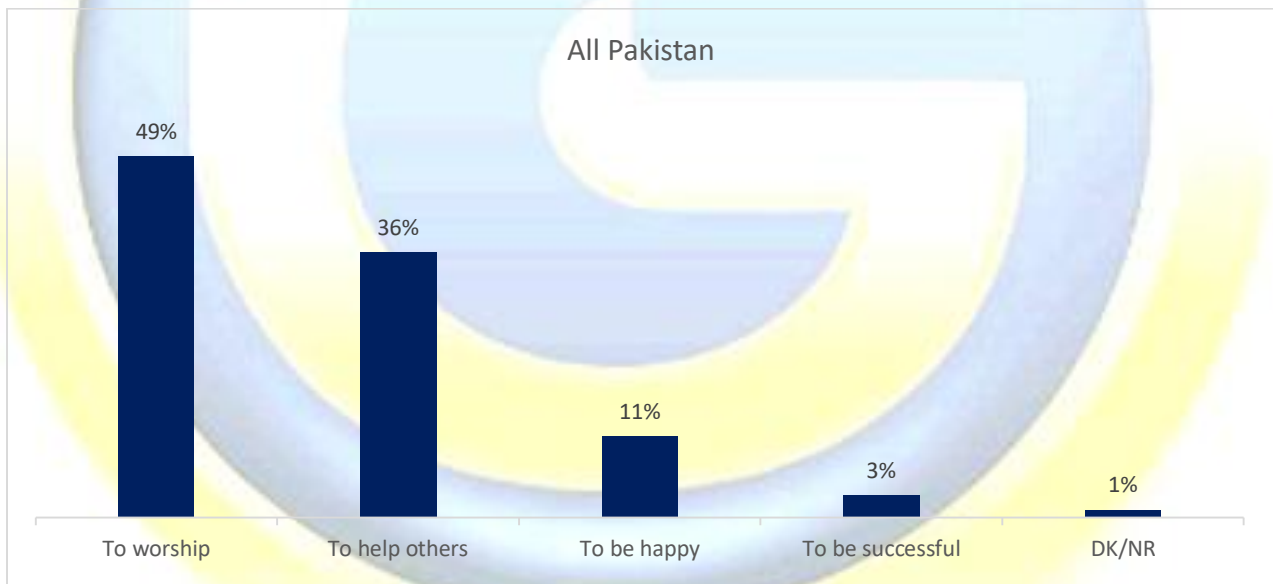 All Pakistan
49%
36%
11%
3%
1%
To worship
To help others
To be happy
To be successful
DK/NR